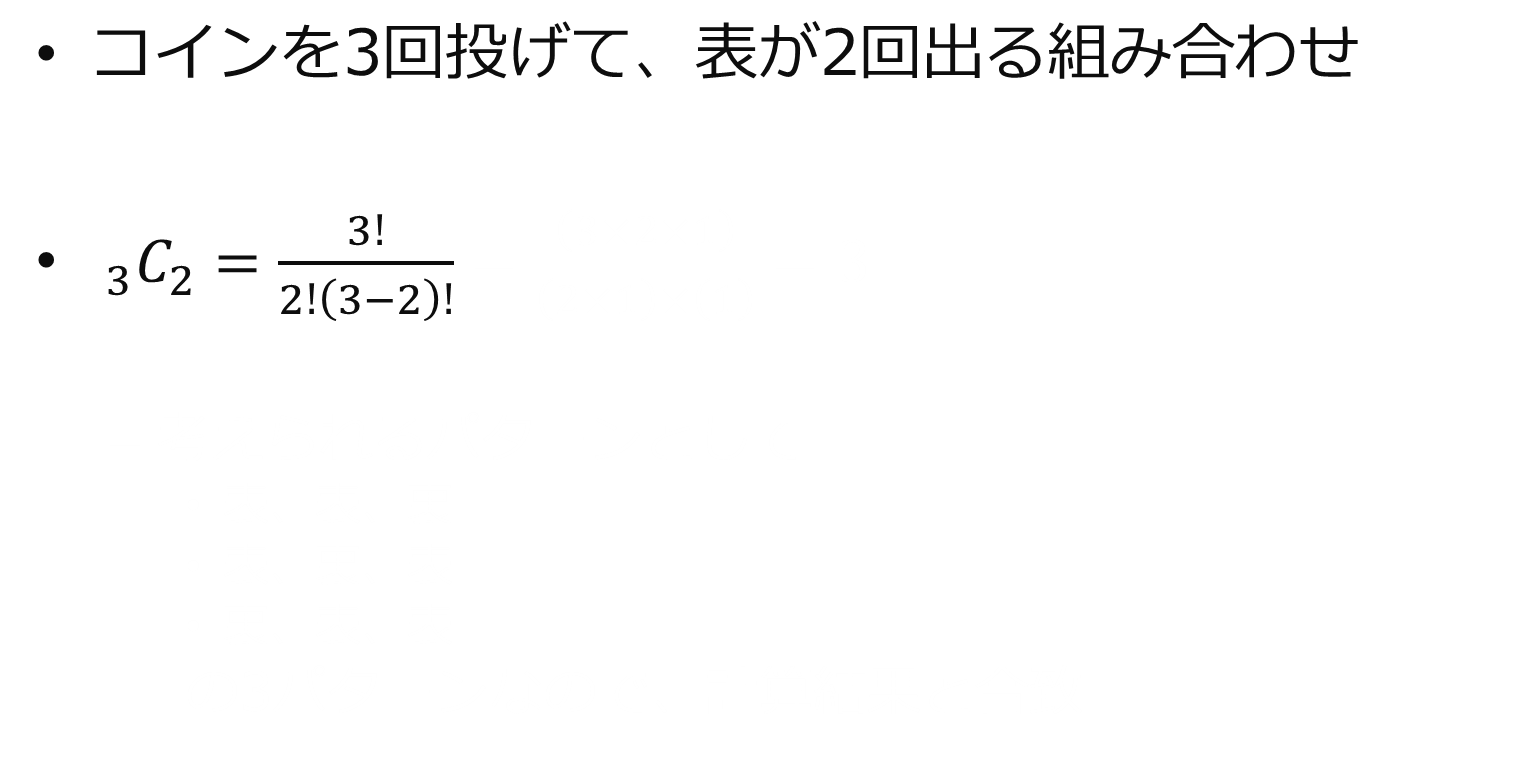 • コインを3回投げて、表が2回出る組み合わせ
• ₃C₂ = 3! / 2!(3−2)!